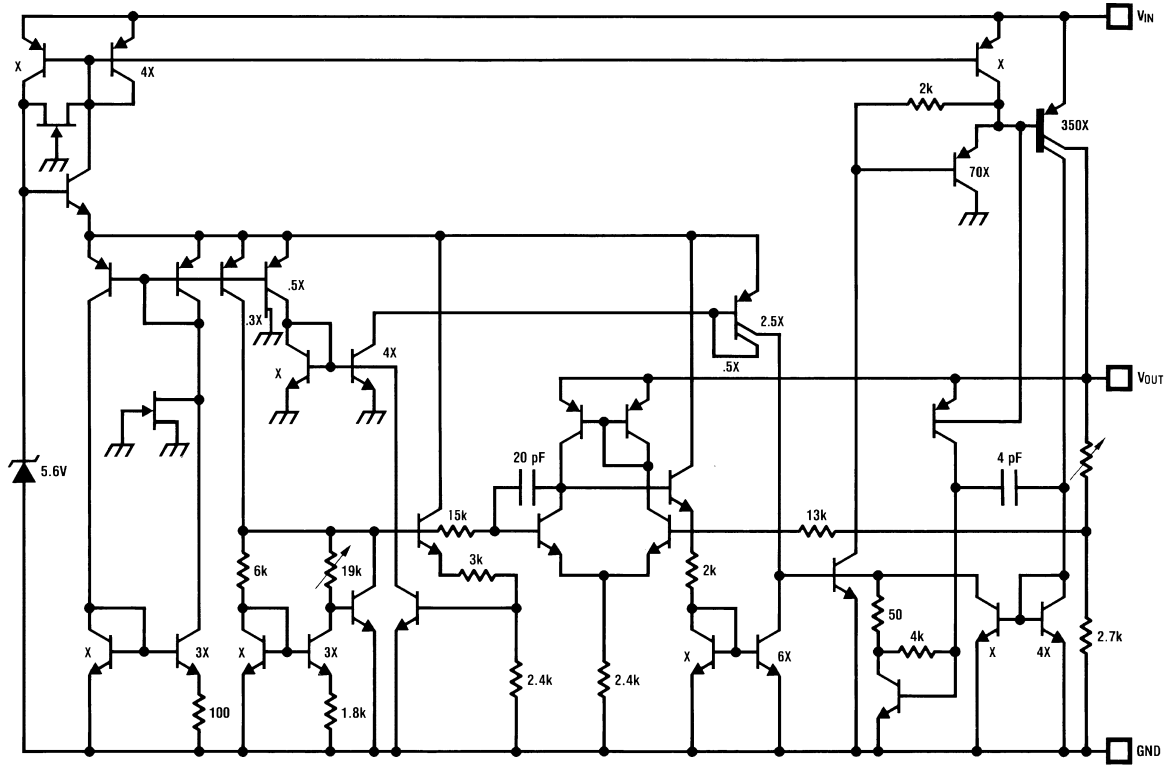 VIN
X
4X
X
2k
350X
70X
.5X
.3X
2.5X
X
4X
.5X
VOUT
5.6V
20 pF
4 pF
15k
13k
3k
6k
19k
2k
50
4k
X
3X
X
3X
X
6X
X
4X
2.7k
100
1.8k
2.4k
2.4k
GND